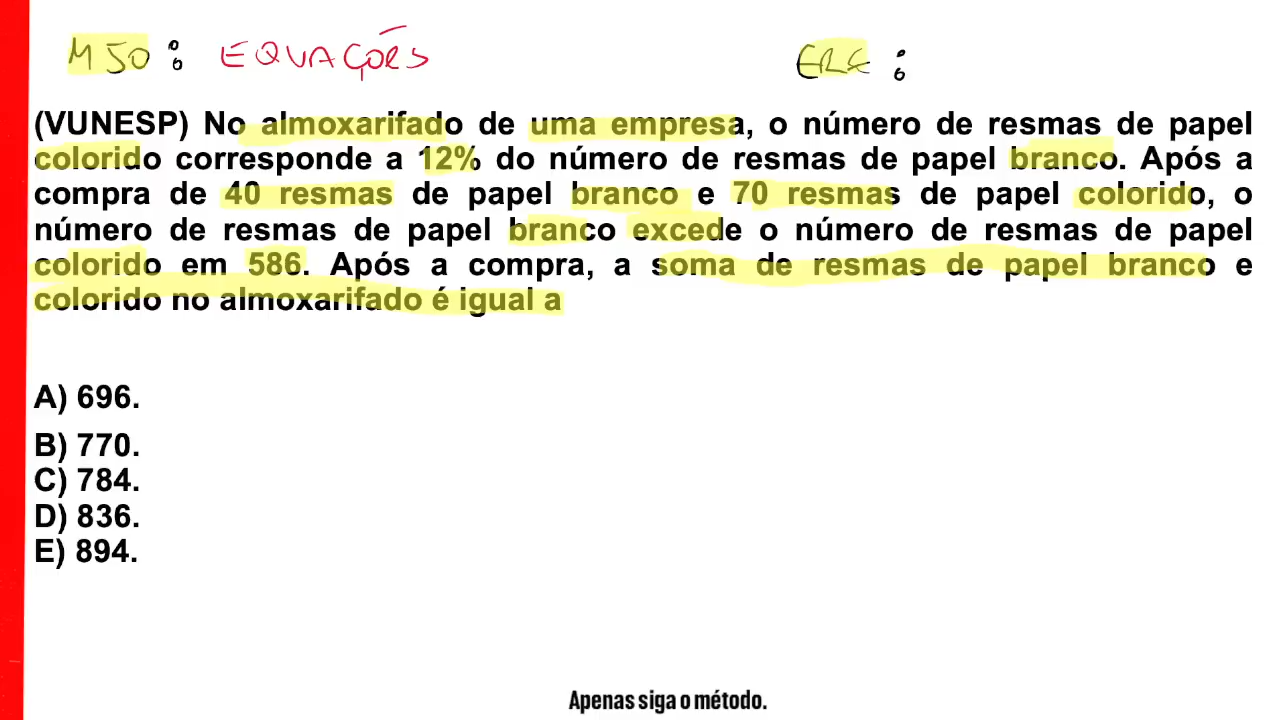 M50: EQUAÇÕES
:
(VUNESP) No almoxarifado de uma empresa, o número de resmas de papel
colorido corresponde a 12% do número de resmas de papel branco. Após a
compra de 40 resmas de papel branco e 70 resmas de papel colorido, o
número de resmas de papel branco excede o número de resmas de papel
colorido em 586. Após a compra, a soma de resmas de papel branco e
colorido no almoxarifado é igual a
A) 696.
B) 770.
C) 784.
D) 836.
E) 894.
Apenas siga o método.